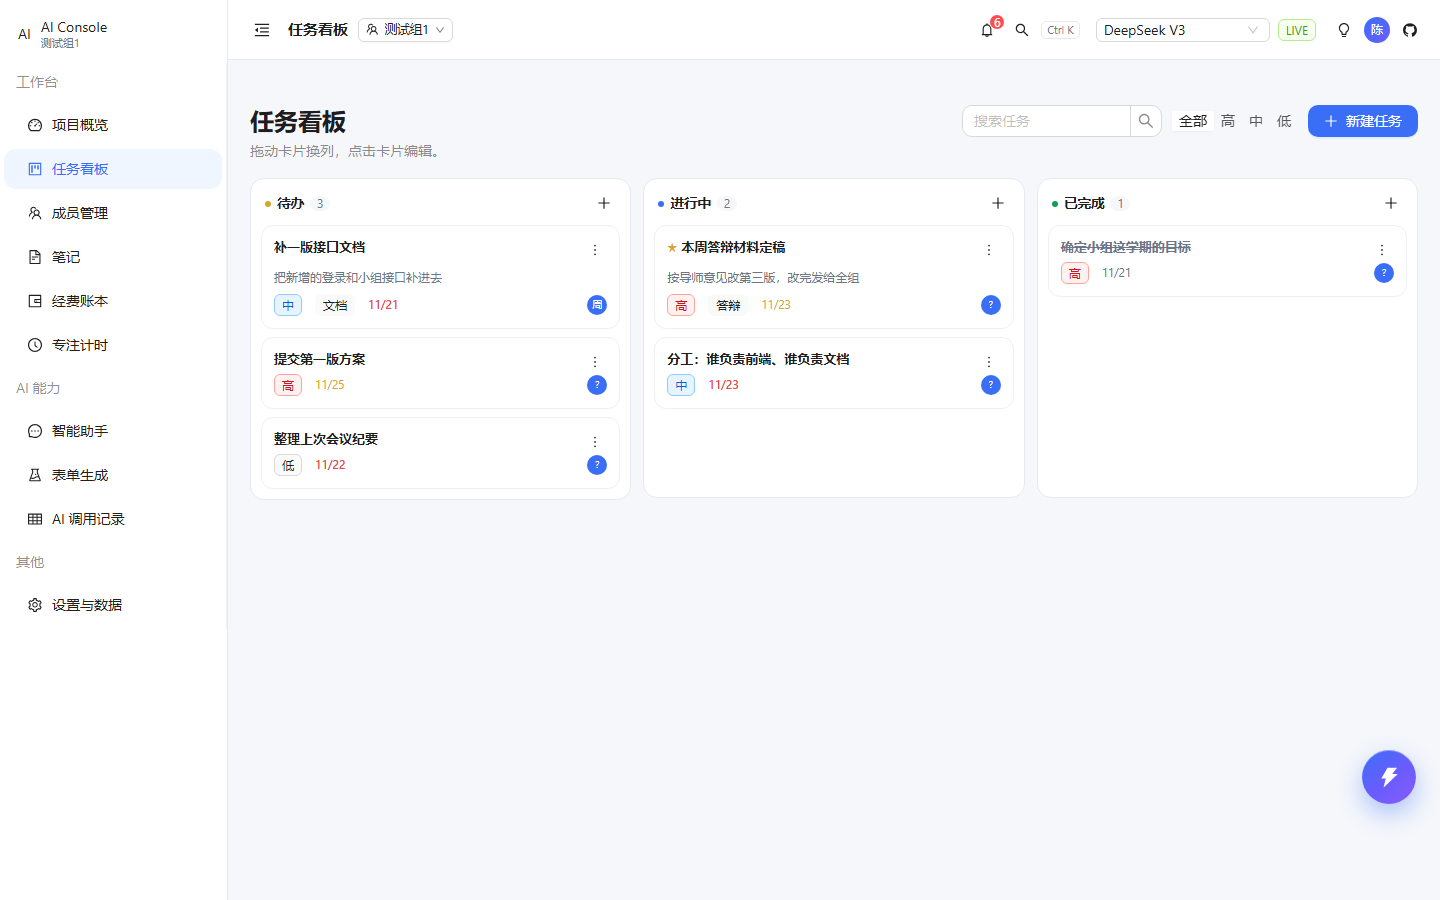 AI
AI Console
测试组1
工作台
项目概览
任务看板
成员管理
笔记
经费账本
专注计时
AI 能力
智能助手
表单生成
AI 调用记录
其他
设置与数据
任务看板
测试组1
6
Ctrl K
DeepSeek V3
LIVE
陈
任务看板
拖动卡片换列，点击卡片编辑。
搜索任务
全部 高 中 低
新建任务
待办 3
补一版接口文档
把新增的登录和小组接口补进去
中 文档 11/21 周
提交第一版方案
高 11/25 ?
整理上次会议纪要
低 11/22 ?
进行中 2
★ 本周答辩材料定稿
按导师意见改第三版，改完发给全组
高 答辩 11/23 ?
分工：谁负责前端、谁负责文档
中 11/23 ?
已完成 1
确定小组这学期的目标
高 11/21 ?